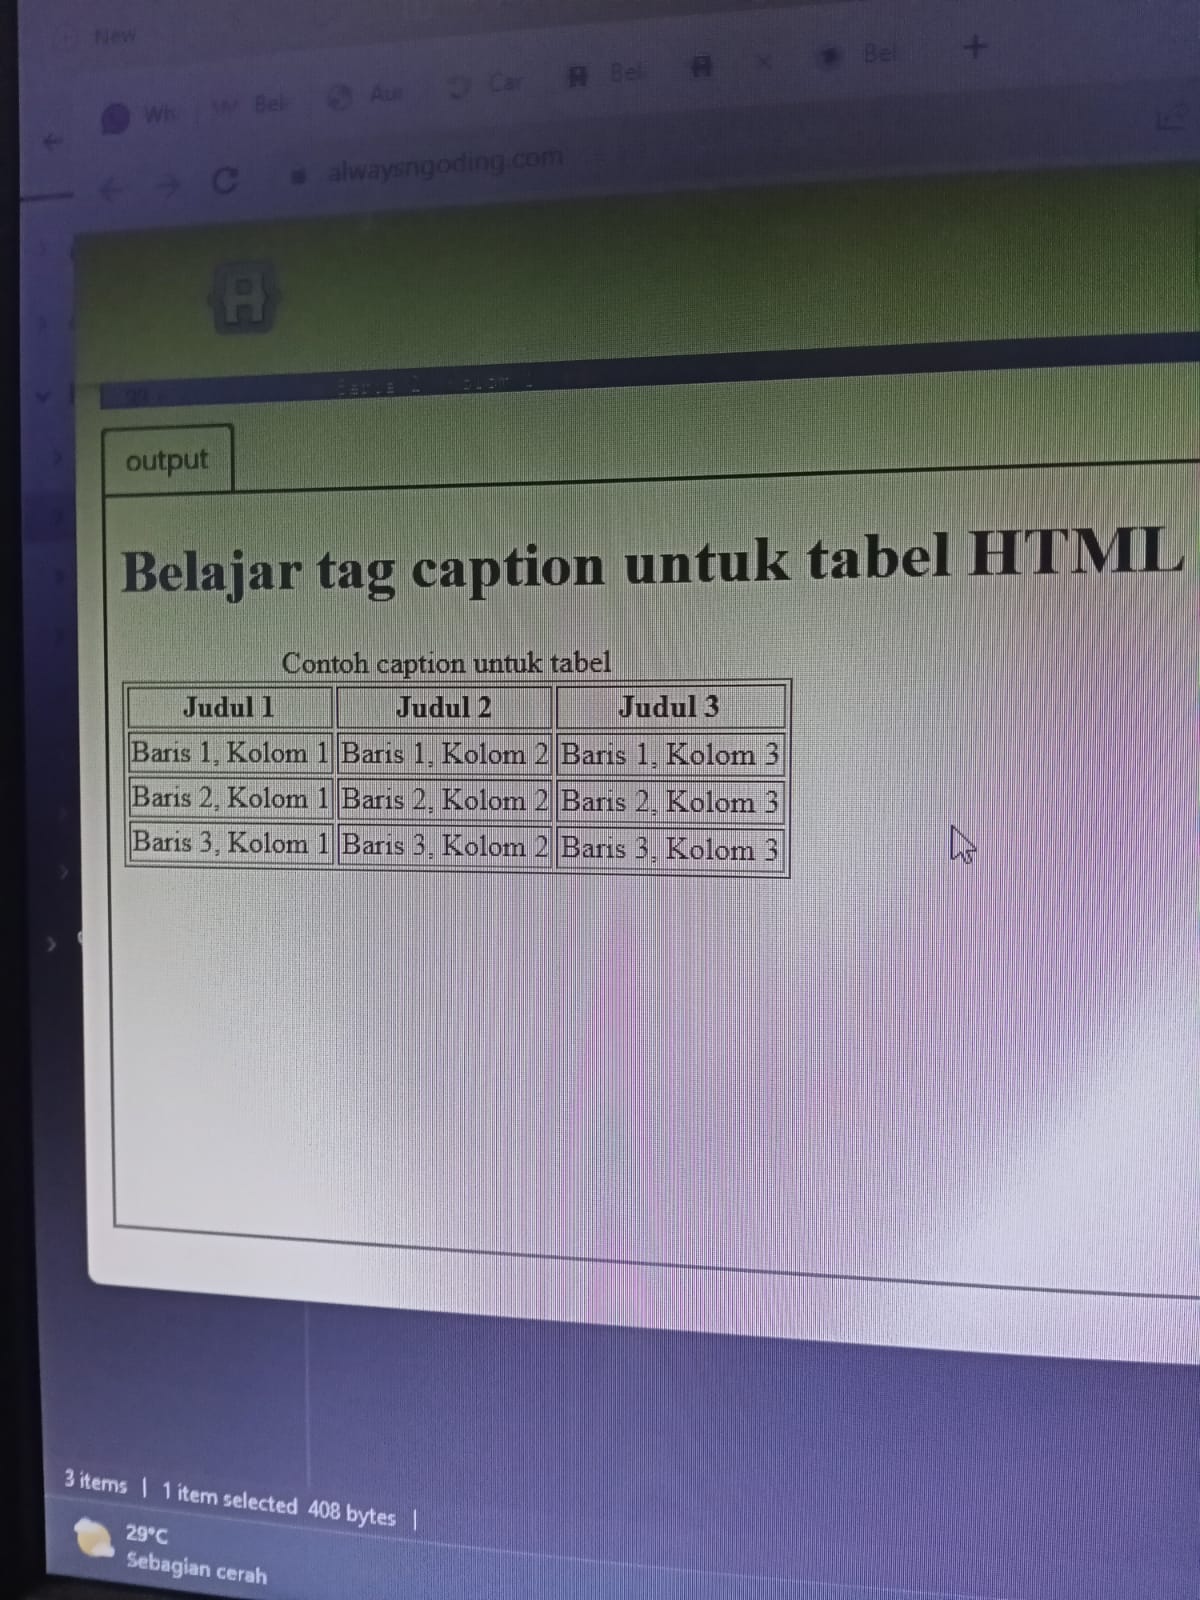 New
Wh Bel Aur Car Bel Bel
alwaysngoding.com
output
Belajar tag caption untuk tabel HTML
Contoh caption untuk tabel
Judul 1 Judul 2 Judul 3
Baris 1, Kolom 1 Baris 1, Kolom 2 Baris 1, Kolom 3
Baris 2, Kolom 1 Baris 2, Kolom 2 Baris 2, Kolom 3
Baris 3, Kolom 1 Baris 3, Kolom 2 Baris 3, Kolom 3
3 items | 1 item selected 408 bytes |
29°C
Sebagian cerah